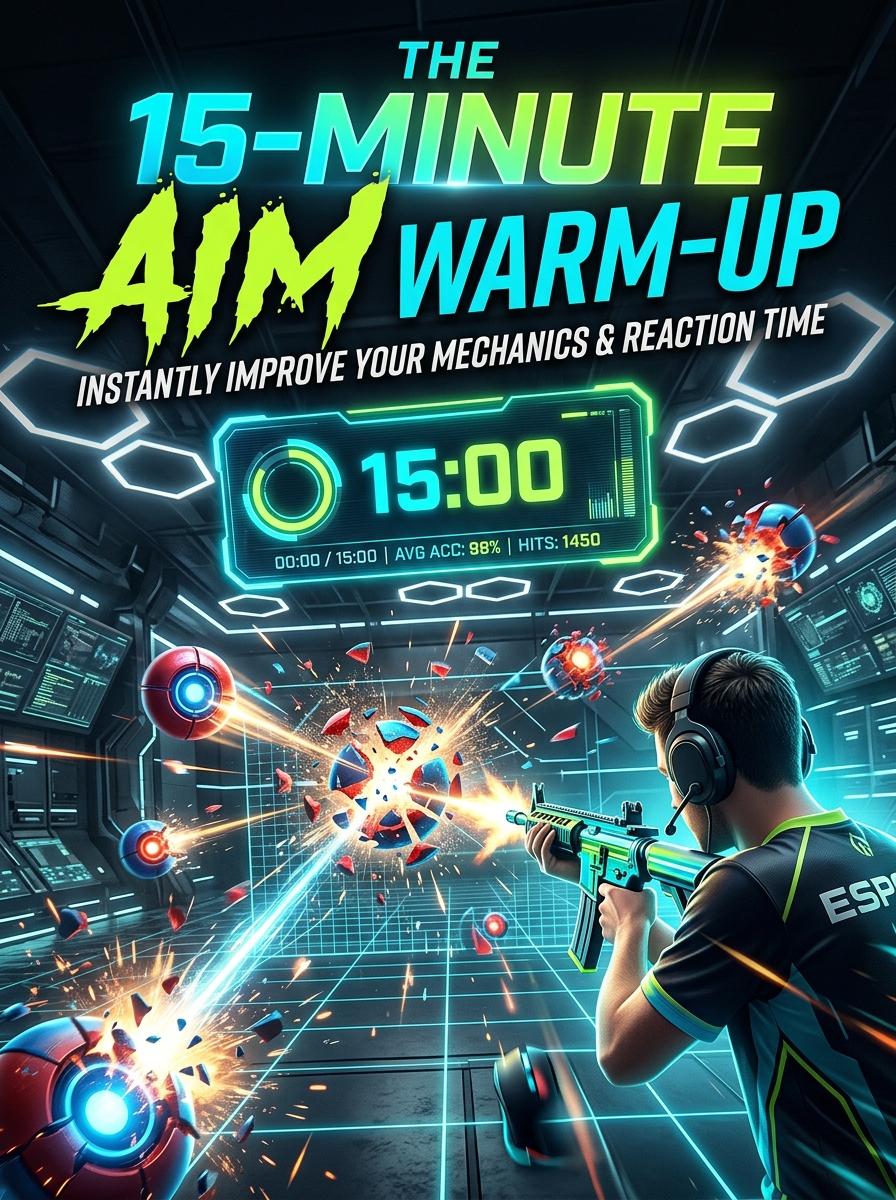 THE
15-MINUTE
AIM WARM-UP
INSTANTLY IMPROVE YOUR MECHANICS & REACTION TIME
15:00
00:00 / 15:00 | AVG ACC: 98% | HITS: 1450
ESPO